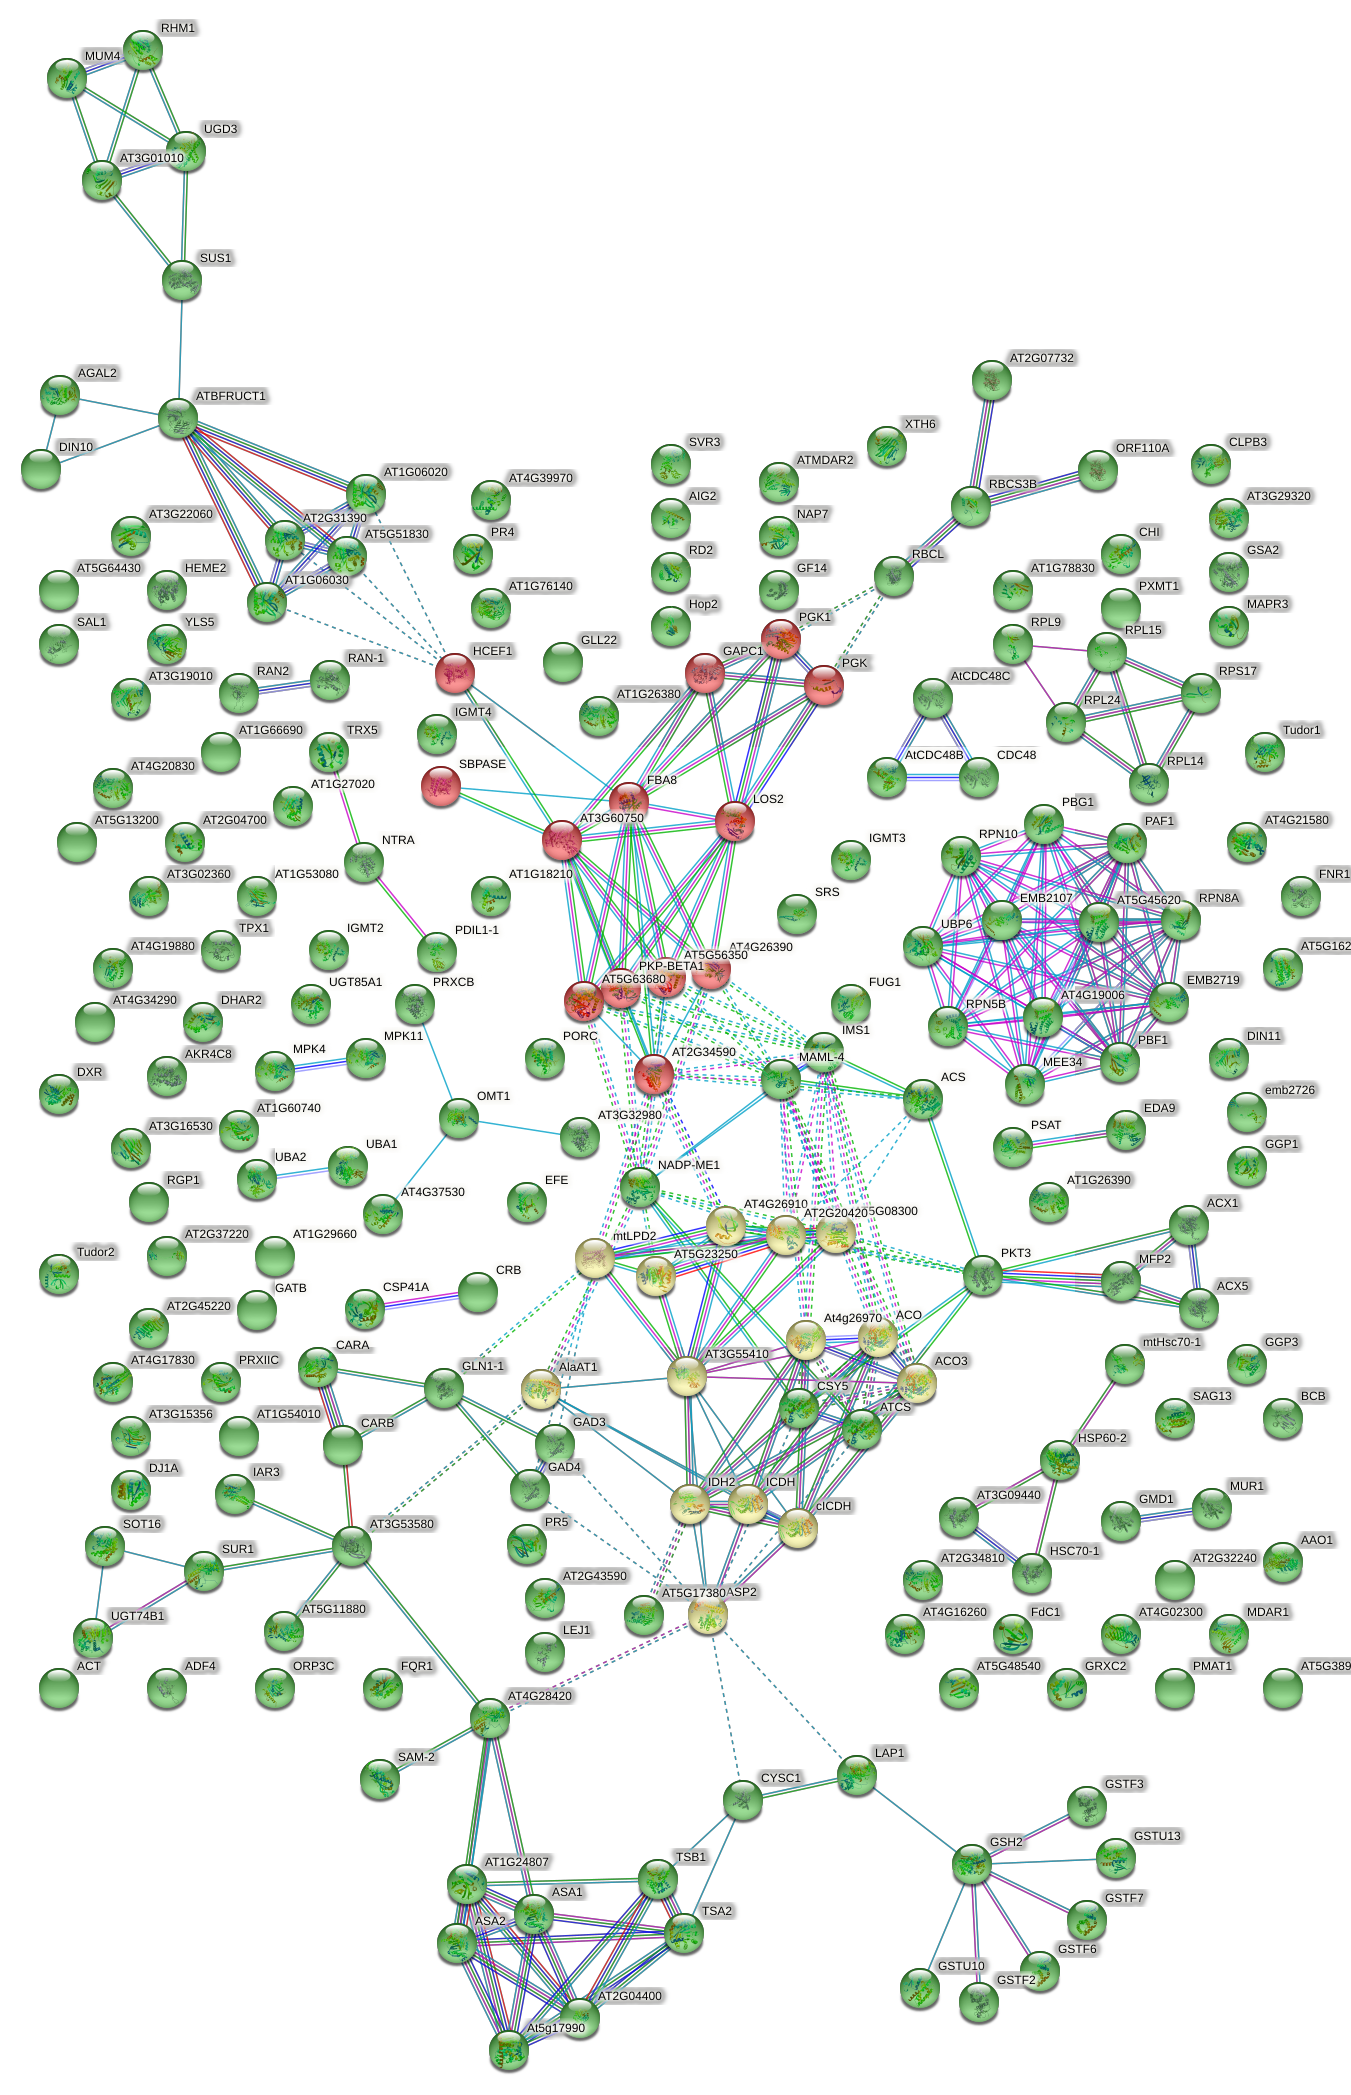 RHM1
MUM4
UGD3
AT3G01010
SUS1
AT2G07732
AGAL2
ATBFRUCT1
XTH6
DIN10
SVR3
ATMDAR2
ORF110A
CLPB3
AT1G06020
AT4G39970
RBCS3B
AT3G29320
AT3G22060
AT2G31390
AIG2
NAP7
AT5G51830
PR4
CHI
GSA2
AT5G64430
HEME2
RD2
RBCL
GF14
AT1G78830
PXMT1
AT1G06030
AT1G76140
Hop2
PGK1
MAPR3
SAL1
YLS5
RPL9
RPL15
HCEF1
GLL22
GAPC1
PGK
RAN-1
RAN2
AT3G19010
AtCDC48C
RPS17
AT1G26380
RPL24
IGMT4
AT1G66690
TRX5
Tudor1
AT4G20830
SBPASE
AtCDC48B
CDC48
RPL14
AT1G27020
FBA8
LOS2
PBG1
AT5G13200
AT2G04700
AT3G60750
RPN10
PAF1
AT4G21580
NTRA
IGMT3
AT3G02360
AT1G53080
AT1G18210
FNR1
EMB2107
AT5G45620
RPN8A
SRS
TPX1
IGMT2
PDIL1-1
UBP6
AT4G19880
AT4G26390
AT5G56350
PKP-BETA1
AT5G63680
AT5G162
UGT85A1
PRXCB
FUG1
EMB2719
AT4G34290
DHAR2
RPN5B
AT4G19006
IMS1
PORC
MPK11
MPK4
AT2G34590
MAML-4
PBF1
DIN11
DXR
AKR4C8
ACS
MEE34
OMT1
emb2726
AT1G60740
AT3G32980
EDA9
AT3G16530
PSAT
UBA1
UBA2
GGP1
RGP1
AT4G37530
EFE
NADP-ME1
AT1G26390
AT4G26910
AT2G20420
5G08300
ACX1
AT2G37220
AT1G29660
Tudor2
mtLPD2
AT5G23250
PKT3
MFP2
CRB
CSP41A
ACX5
GATB
AT2G45220
At4g26970
ACO
CARA
mtHsc70-1
GGP3
AT4G17830
PRXIIC
GLN1-1
AlaAT1
AT3G55410
ACO3
CSY5
SAG13
BCB
AT3G15356
AT1G54010
CARB
GAD3
ATCS
HSP60-2
DJ1A
IAR3
GAD4
IDH2
ICDH
cICDH
AT3G09440
GMD1
MUR1
SOT16
AT3G53580
PR5
SUR1
AT2G34810
HSC70-1
AT2G32240
AAO1
UGT74B1
AT5G11880
AT2G43590
AT5G17380
ASP2
AT4G16260
FdC1
AT4G02300
MDAR1
LEJ1
ACT
ADF4
ORP3C
FQR1
AT5G48540
GRXC2
PMAT1
AT5G389
AT4G28420
SAM-2
LAP1
CYSC1
GSTF3
GSH2
GSTU13
AT1G24807
TSB1
ASA1
GSTF7
ASA2
TSA2
GSTF6
GSTU10
GSTF2
AT2G04400
At5g17990